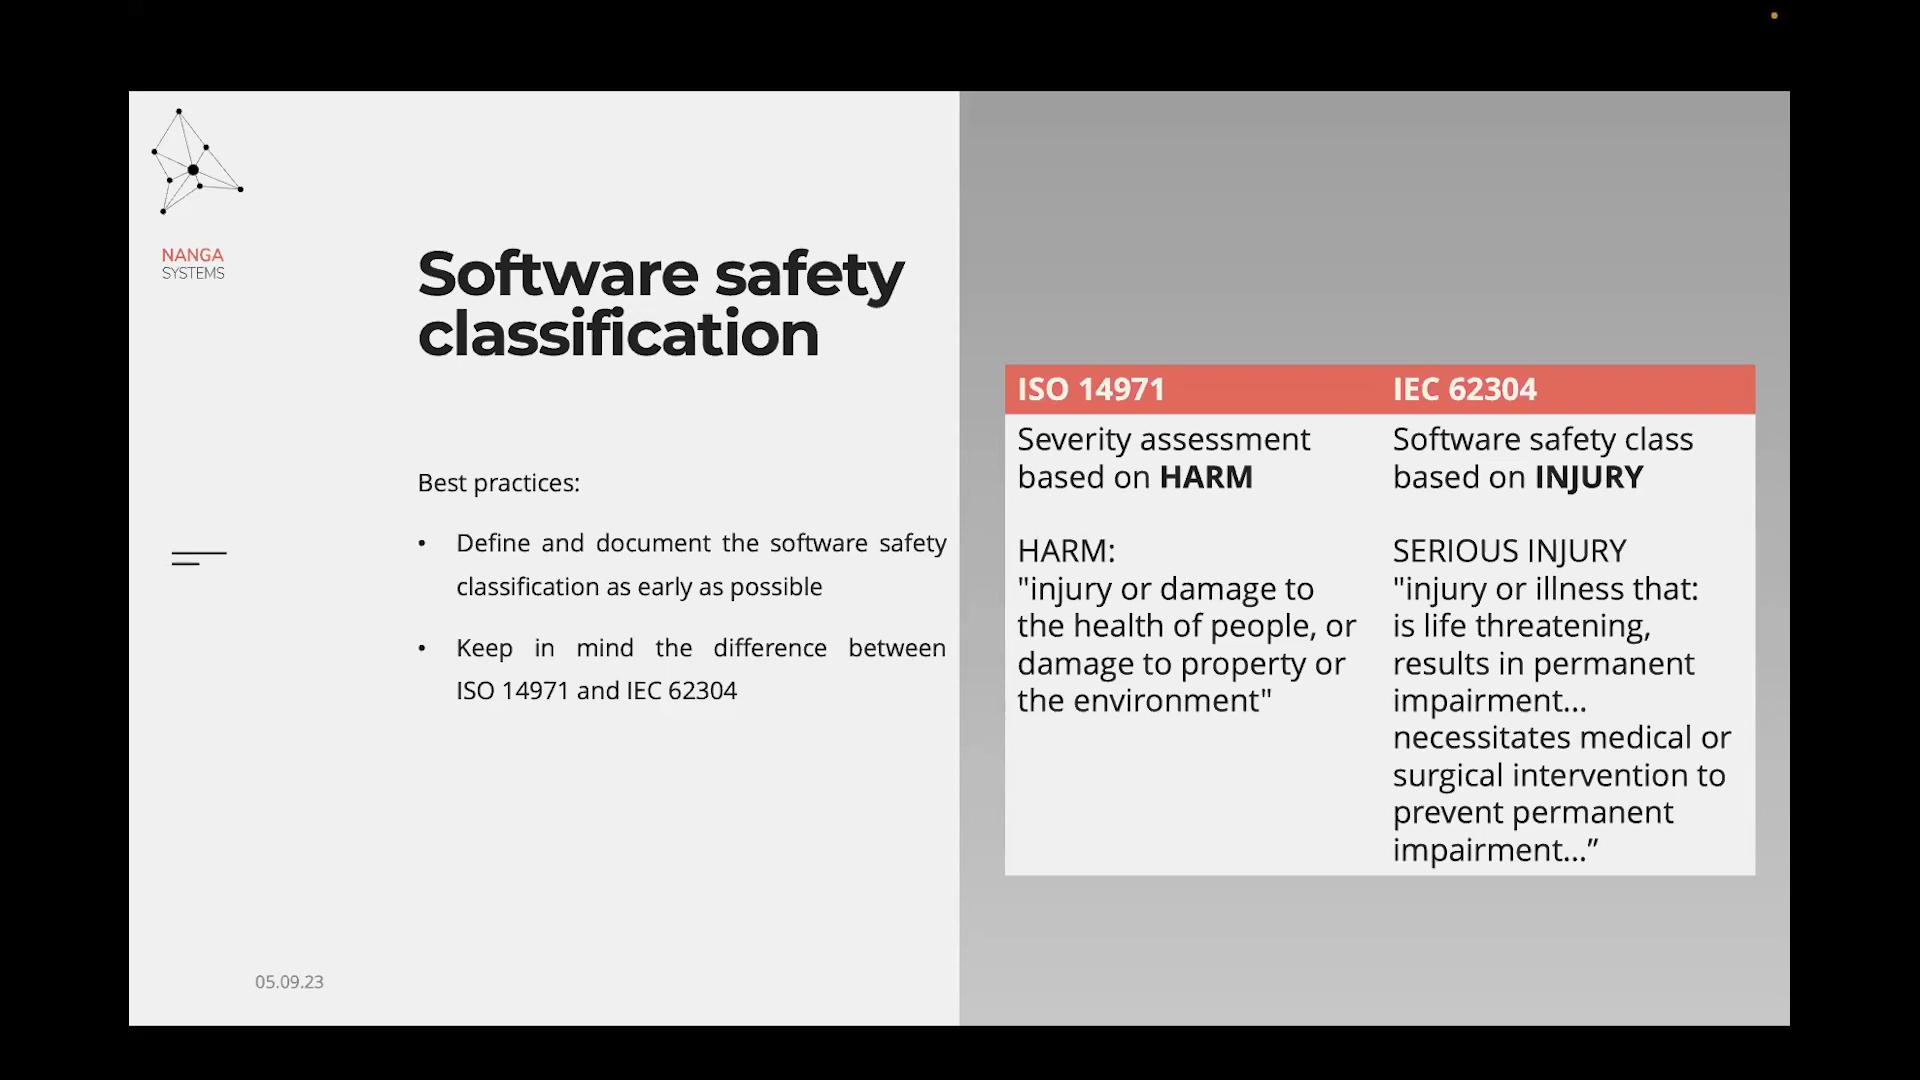 NANGA
SYSTEMS
Software safety
classification
Best practices:
• Define and document the software safety
classification as early as possible
• Keep in mind the difference between
ISO 14971 and IEC 62304
05.09.23
ISO 14971
Severity assessment
based on HARM
HARM:
"injury or damage to
the health of people, or
damage to property or
the environment"
IEC 62304
Software safety class
based on INJURY
SERIOUS INJURY
"injury or illness that:
is life threatening,
results in permanent
impairment...
necessitates medical or
surgical intervention to
prevent permanent
impairment...”